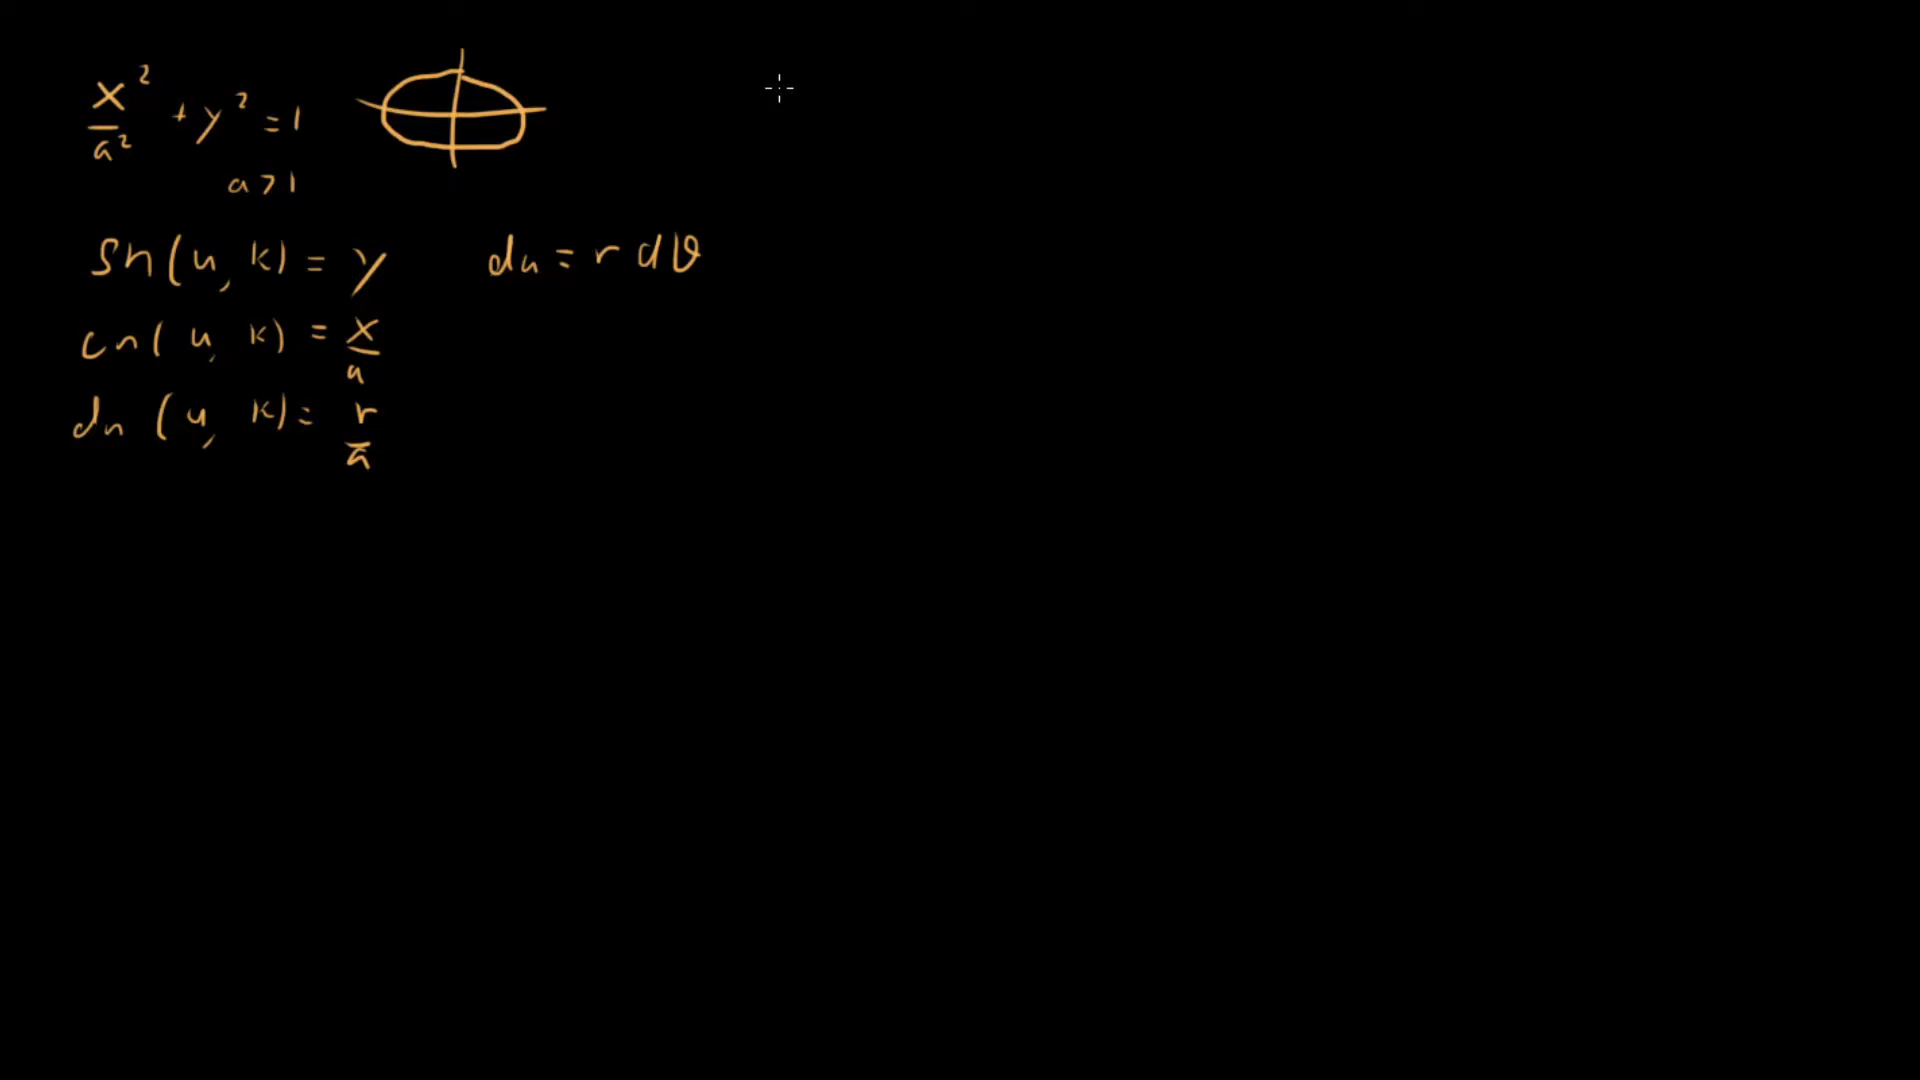 x²/a² + y² = 1
a > 1
sn(u, k) = y
du = r dθ
cn(u, k) = x/a
dn(u, k) = r/a